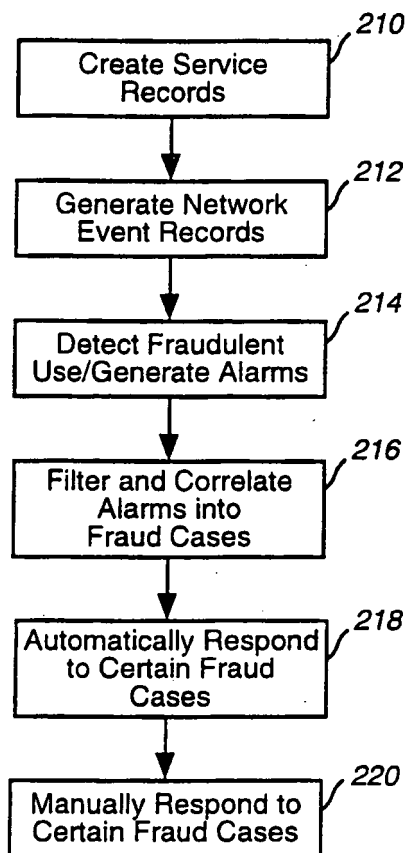 210
Create Service
Records
212
Generate Network
Event Records
214
Detect Fraudulent
Use/Generate Alarms
216
Filter and Correlate
Alarms into
Fraud Cases
218
Automatically Respond
to Certain Fraud
Cases
220
Manually Respond to
Certain Fraud Cases